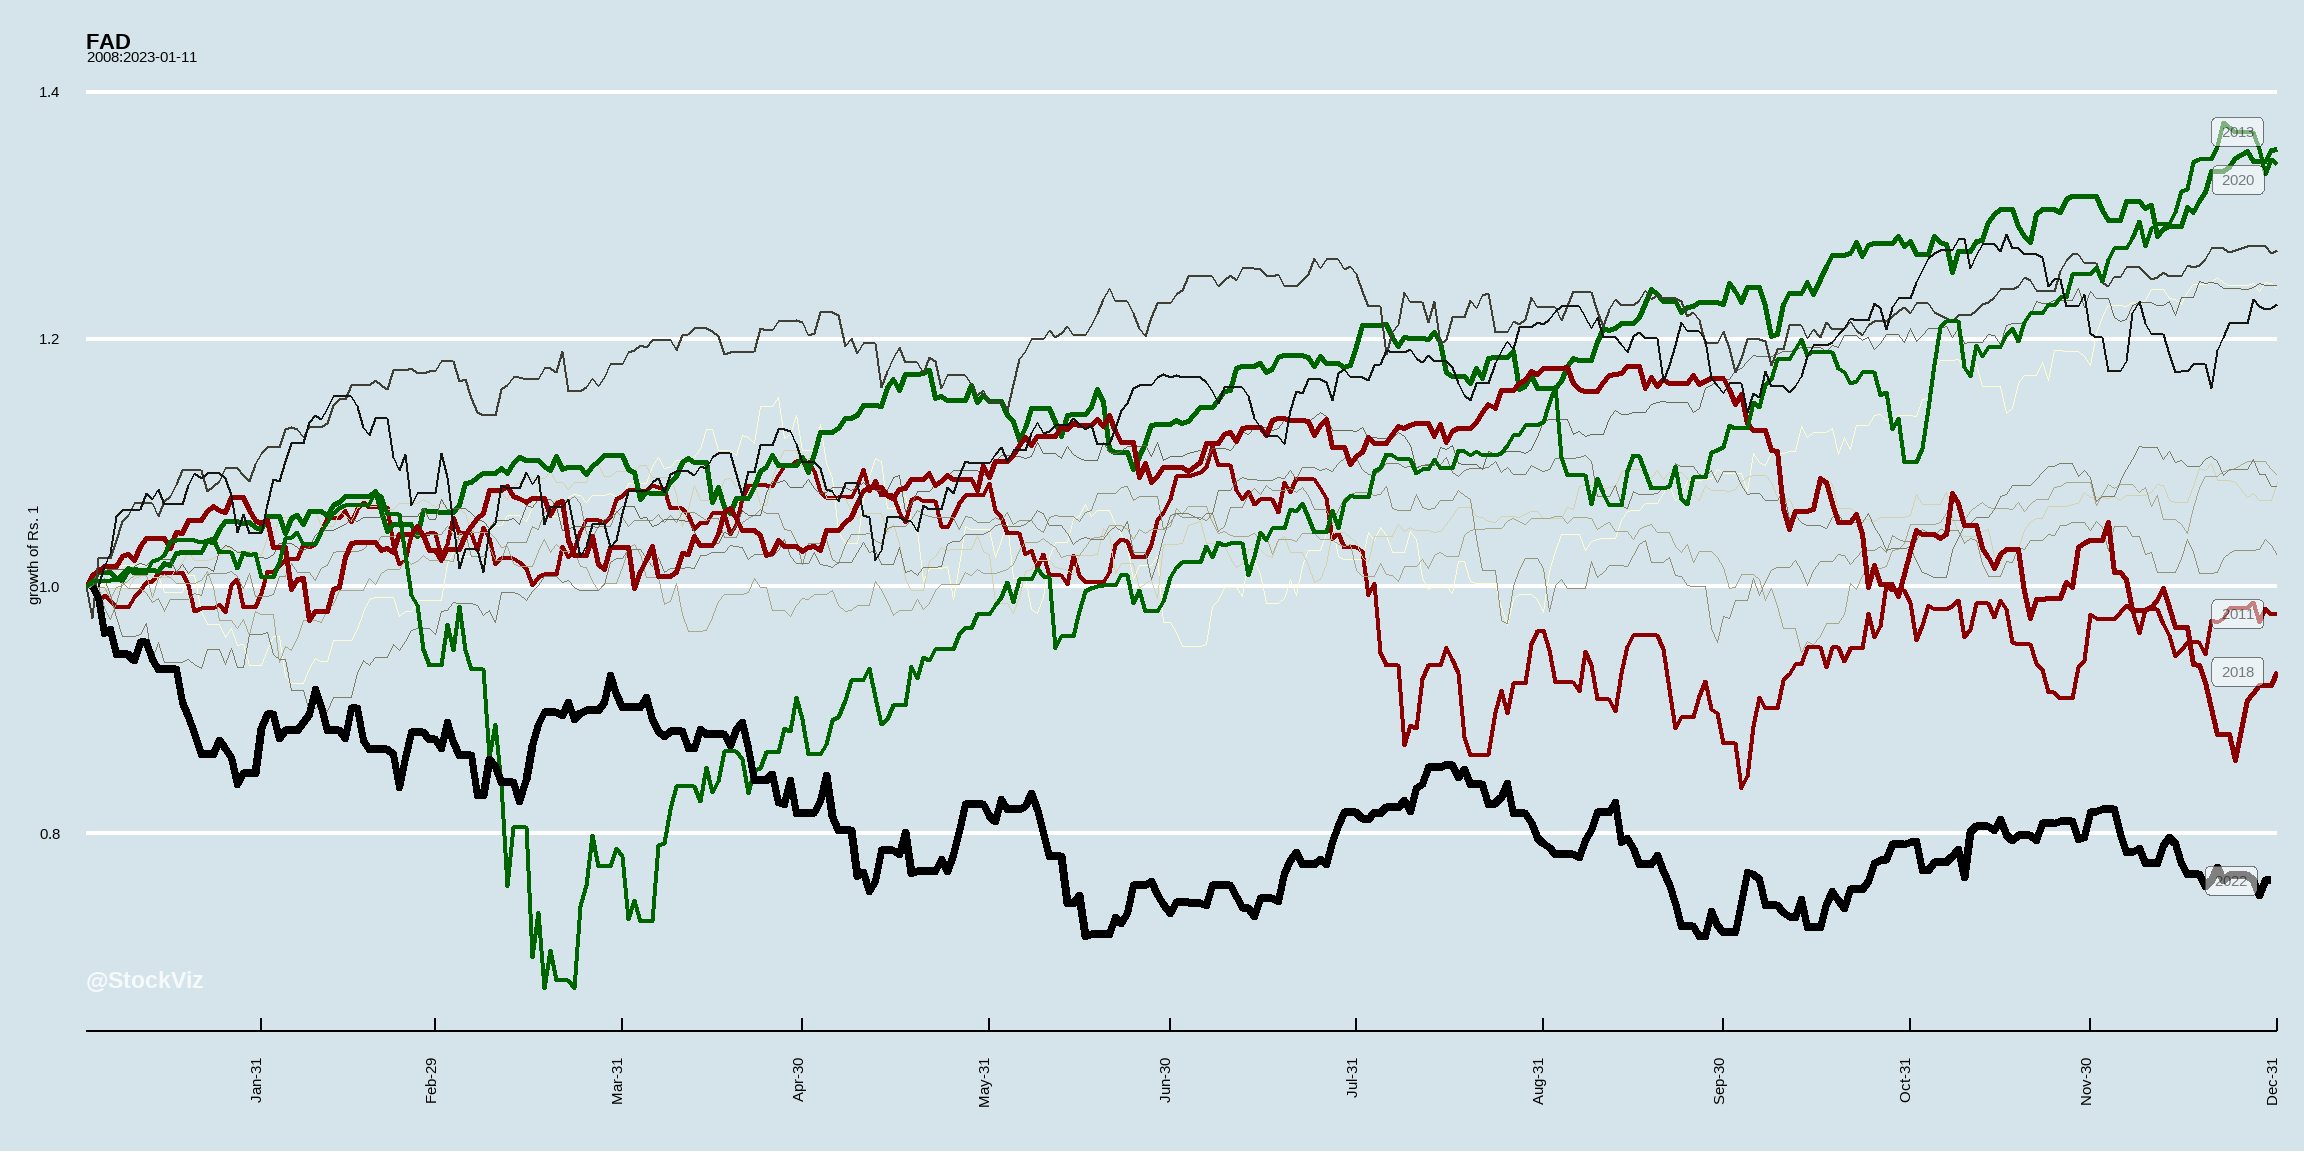 FAD
2008:2023-01-11
1.4
1.2
1.0
0.8
growth of Rs. 1
2013
2020
2011
2018
2022
@StockViz
Jan-31
Feb-29
Mar-31
Apr-30
May-31
Jun-30
Jul-31
Aug-31
Sep-30
Oct-31
Nov-30
Dec-31